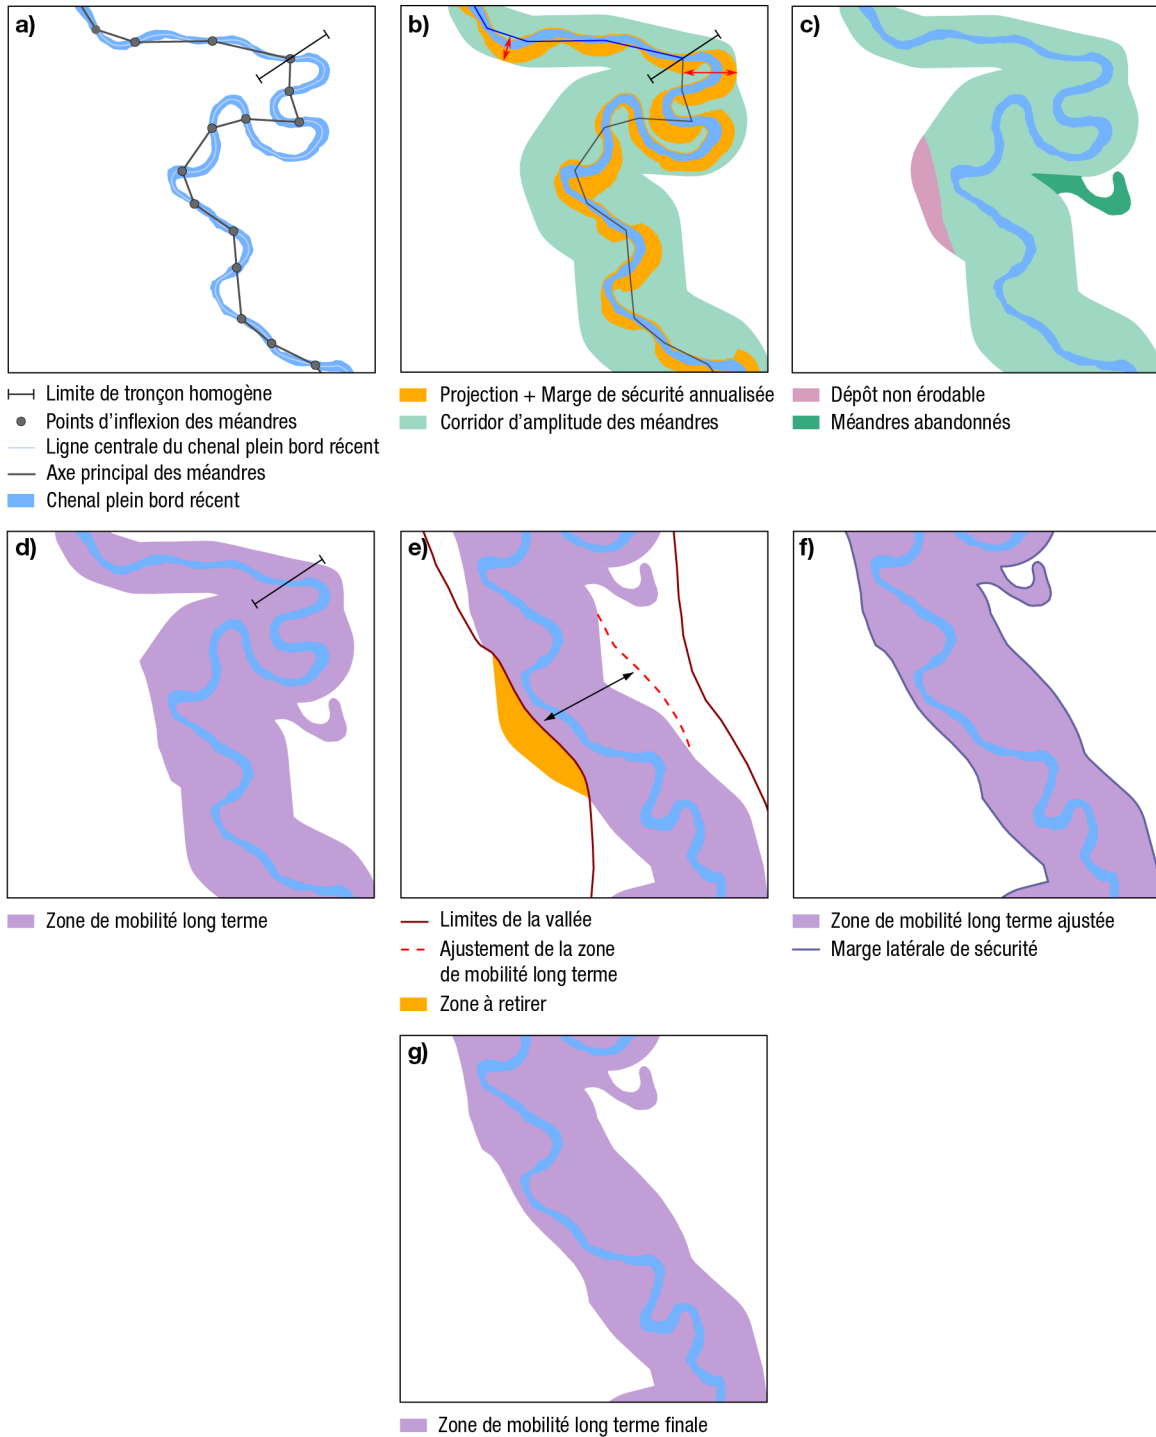 a)
b)
c)
Limite de tronçon homogène
Points d'inflexion des méandres
Ligne centrale du chenal plein bord récent
Axe principal des méandres
Chenal plein bord récent
Projection + Marge de sécurité annualisée
Corridor d'amplitude des méandres
Dépôt non érodable
Méandres abandonnés
d)
e)
f)
Zone de mobilité long terme
Limites de la vallée
Ajustement de la zone
de mobilité long terme
Zone à retirer
Zone de mobilité long terme ajustée
Marge latérale de sécurité
g)
Zone de mobilité long terme finale